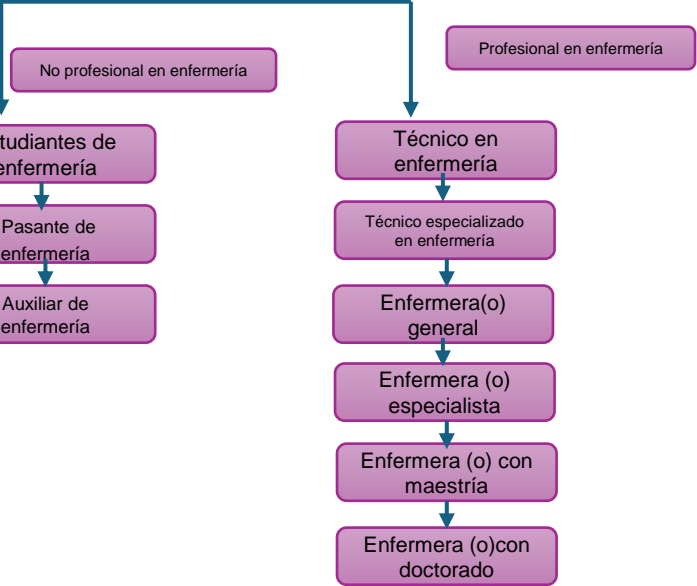 No profesional en enfermería
Profesional en enfermería
tudiantes de
enfermería
Pasante de
enfermería
Auxiliar de
enfermería
Técnico en
enfermería
Técnico especializado
en enfermería
Enfermera(o)
general
Enfermera (o)
especialista
Enfermera (o) con
maestría
Enfermera (o)con
doctorado